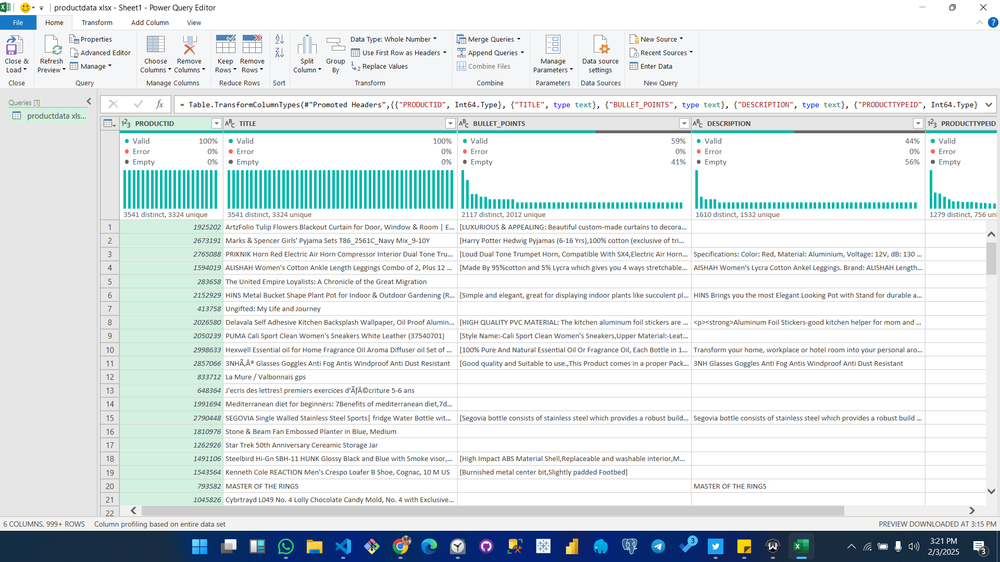 productdata xlsx - Sheet1 - Power Query Editor
File Home Transform Add Column View
Close & Load
Close
Refresh Preview
Properties
Advanced Editor
Manage
Query
Choose Columns
Remove Columns
Manage Columns
Keep Rows
Remove Rows
Reduce Rows
Sort
Split Column
Group By
Data Type: Whole Number
Use First Row as Headers
Replace Values
Transform
Merge Queries
Append Queries
Combine Files
Combine
Manage Parameters
Parameters
Data source settings
Data Sources
New Source
Recent Sources
Enter Data
New Query
Queries [1]
productdata xls...
fx = Table.TransformColumnTypes(#"Promoted Headers",{{"PRODUCTID", Int64.Type}, {"TITLE", type text}, {"BULLET_POINTS", type text}, {"DESCRIPTION", type text}, {"PRODUCTTYPEID", Int64.Type}
123 PRODUCTID ABC TITLE ABC BULLET_POINTS ABC DESCRIPTION 123 PRODUCTTYPEID
Valid 100% Valid 100% Valid 59% Valid 44% Valid
Error 0% Error 0% Error 0% Error 0% Error
Empty 0% Empty 0% Empty 41% Empty 56% Empty
3541 distinct, 3324 unique 3541 distinct, 3324 unique 2117 distinct, 2012 unique 1610 distinct, 1532 unique 1279 distinct, 756 uni
1 1925202 ArtzFolio Tulip Flowers Blackout Curtain for Door, Window & Room | E... [LUXURIOUS & APPEALING: Beautiful custom-made curtains to decora...
2 2673191 Marks & Spencer Girls' Pyjama Sets T86_2561C_Navy Mix_9-10Y [Harry Potter Hedwig Pyjamas (6-16 Yrs),100% cotton (exclusive of tri...
3 2765088 PRIKNIK Horn Red Electric Air Horn Compressor Interior Dual Tone Tru... [Loud Dual Tone Trumpet Horn, Compatible With SX4,Electric Air Horn... Specifications: Color: Red, Material: Aluminium, Voltage: 12V, dB: 130 ...
4 1594019 ALISHAH Women's Cotton Ankle Length Leggings Combo of 2, Plus 12 ... [Made By 95%cotton and 5% Lycra which gives you 4 ways stretchable... AISHAH Women's Lycra Cotton Ankel Leggings. Brand: ALISHAH Length...
5 283658 The United Empire Loyalists: A Chronicle of the Great Migration
6 2152929 HINS Metal Bucket Shape Plant Pot for Indoor & Outdoor Gardening (R... [Simple and elegant, great for displaying indoor plants like succulent pl... HINS Brings you the most Elegant Looking Pot with Stand for durable a...
7 413758 Ungifted: My Life and Journey
8 2026580 Delavala Self Adhesive Kitchen Backsplash Wallpaper, Oil Proof Alumin... [HIGH QUALITY PVC MATERIAL: The kitchen aluminum foil stickers are ... <p><strong>Aluminum Foil Stickers-good kitchen helper for mom and ...
9 2050239 PUMA Cali Sport Clean Women's Sneakers White Leather (37540701) [Style Name:-Cali Sport Clean Women's Sneakers,Upper Material:-Leat...
10 2998633 Hexwell Essential oil for Home Fragrance Oil Aroma Diffuser oil Set of ... [100% Pure And Natural Essential Oil Or Fragrance Oil, Each Bottle in 1... Transform your home, workplace or hotel room into your personal aro...
11 2857066 3NHÃ‚Â® Glasses Goggles Anti Fog Antis Windproof Anti Dust Resistant [Good quality and Suitable to use.,This Product comes in a proper Pack... 3NH Glasses Goggles Anti Fog Antis Windproof Anti Dust Resistant
12 833712 La Mure / Valbonnais gps
13 648364 J'ecris des lettres! premiers exercices d'ÃƒÂ©criture 5-6 ans
14 1991694 Mediterranean diet for beginners: 7Benefits of mediterranean diet,7d...
15 2790448 SEGOVIA Single Walled Stainless Steel Sports| fridge Water Bottle wit... [Segovia bottle consists of stainless steel which provides a robust build... Segovia bottle consists of stainless steel which provides a robust build ...
16 1810976 Stone & Beam Fan Embossed Planter in Blue, Medium
17 1262926 Star Trek 50th Anniversary Cereamic Storage Jar
18 1491106 Steelbird Hi-Gn SBH-11 HUNK Glossy Black and Blue with Smoke visor,... [High Impact ABS Material Shell,Replaceable and washable interior,M...
19 1543564 Kenneth Cole REACTION Men's Crespo Loafer B Shoe, Cognac, 10 M US [Burnished metal center bit,Slightly padded Footbed]
20 793582 MASTER OF THE RINGS MASTER OF THE RINGS
21 1045826 Cybrtrayd L049 No. 4 Lolly Chocolate Candy Mold, No. 4 with Exclusive...
22
6 COLUMNS, 999+ ROWS Column profiling based on entire data set PREVIEW DOWNLOADED AT 3:15 PM
3
3:21 PM
2/3/2025
3